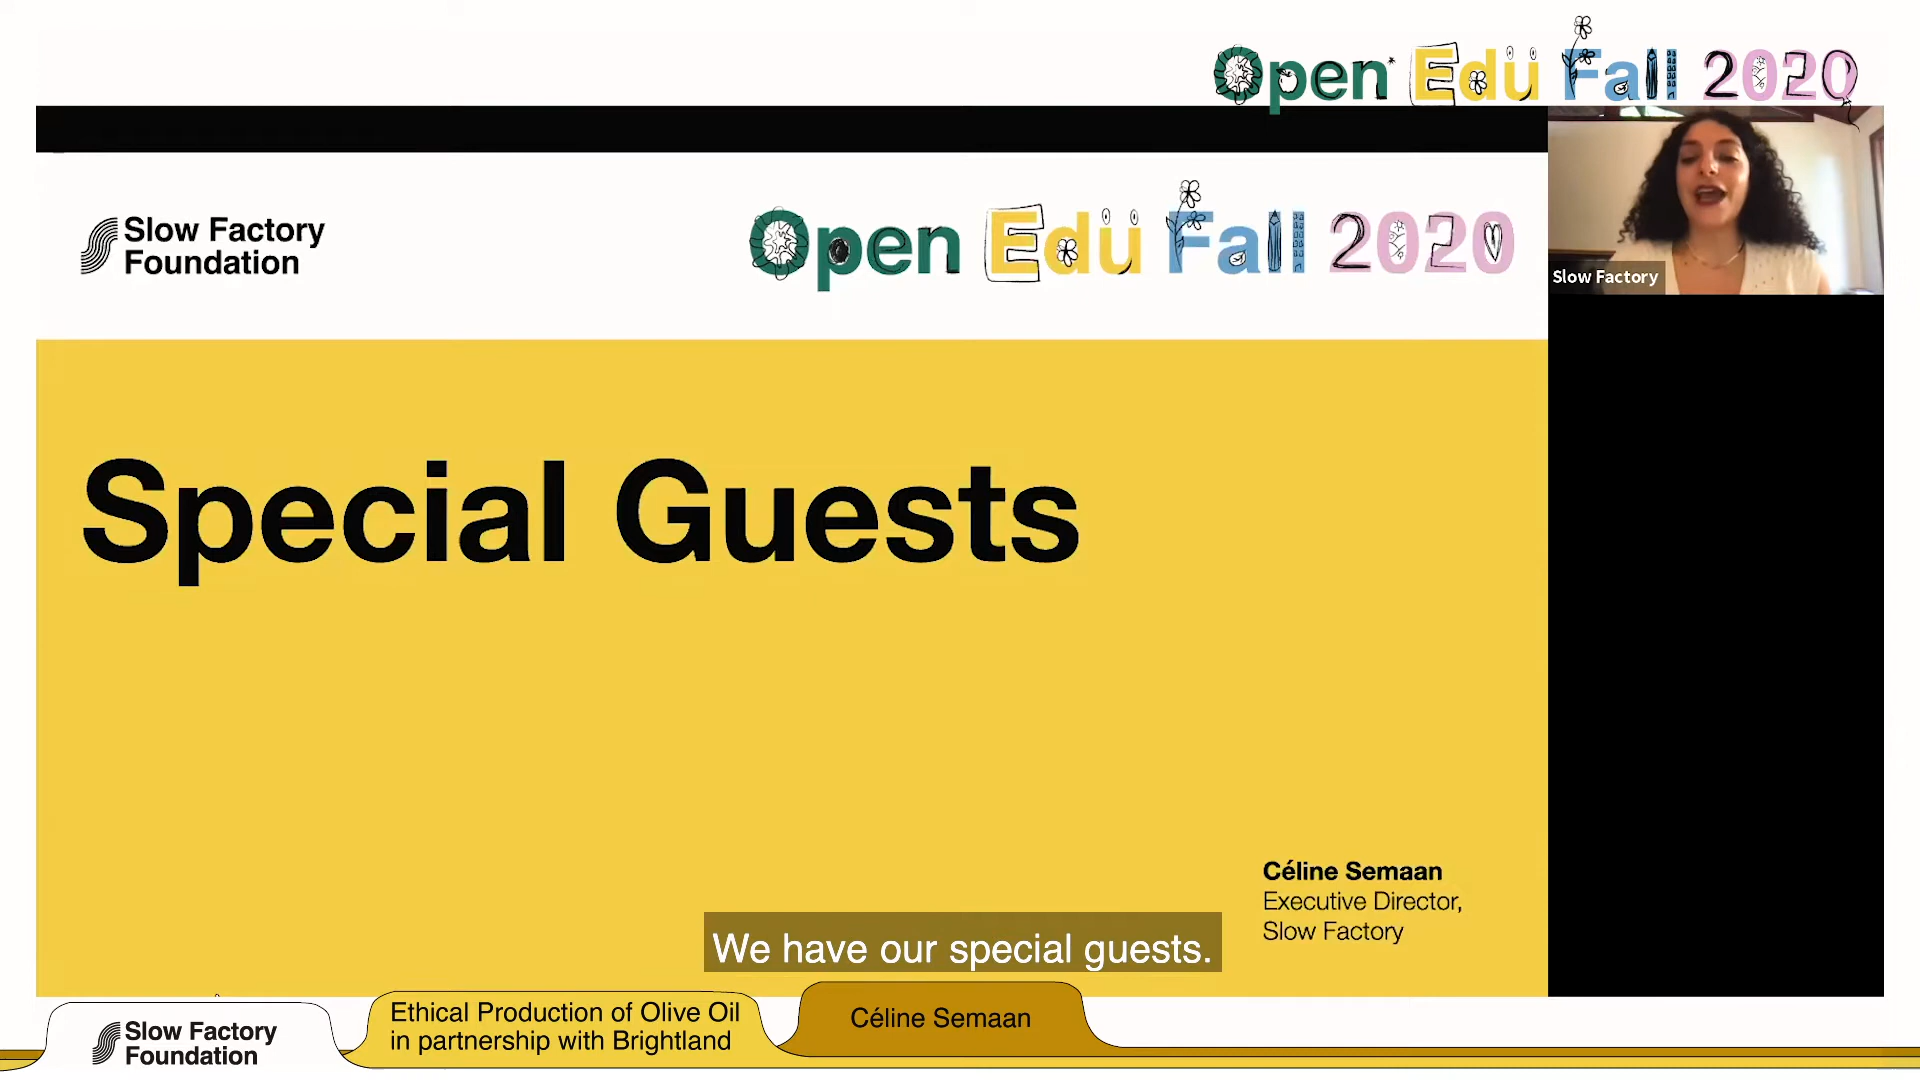 Open Edu Fall 2020
Slow Factory
Foundation
Open Edu Fall 2020
Slow Factory
Special Guests
Céline Semaan
Executive Director,
Slow Factory
We have our special guests.
Slow Factory
Foundation
Ethical Production of Olive Oil
in partnership with Brightland
Céline Semaan